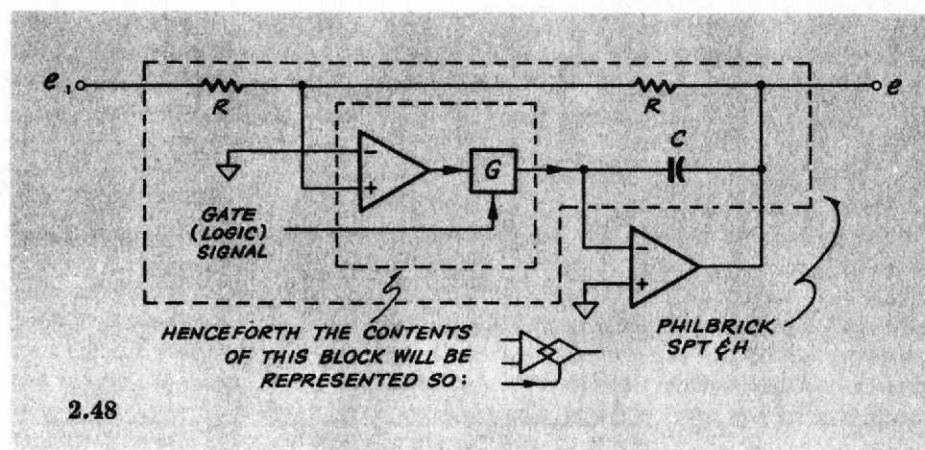 e₁ R R e
C
− + G
GATE
(LOGIC)
SIGNAL
− +
HENCEFORTH THE CONTENTS
OF THIS BLOCK WILL BE
REPRESENTED SO:
PHILBRICK
SPT &H
2.48